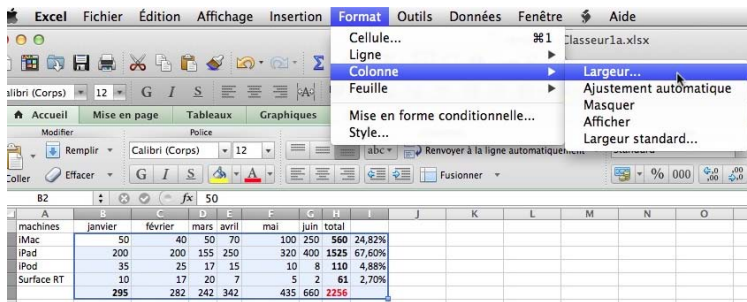 Excel Fichier Édition Affichage Insertion Format Outils Données Fenêtre Aide
Cellule... ⌘1
Classeur1a.xlsx
Ligne
Colonne
Feuille
Mise en forme conditionnelle...
Style...
Largeur...
Ajustement automatique
Masquer
Afficher
Largeur standard...
alibri (Corps) 12 G I S
Accueil Mise en page Tableaux Graphiques
Modifier Police
Remplir Calibri (Corps) 12 abc Renvoyer à la ligne automatiquement
Coller Effacer G I S A Fusionner % 000
B2 fx 50
A B C D E F G H I J K L M N O
machines janvier février mars avril mai juin total
iMac 50 40 50 70 100 250 560 24,82%
iPad 200 200 155 250 320 400 1525 67,60%
iPod 35 25 17 15 10 8 110 4,88%
Surface RT 10 17 20 7 5 2 61 2,70%
295 282 242 342 435 660 2256